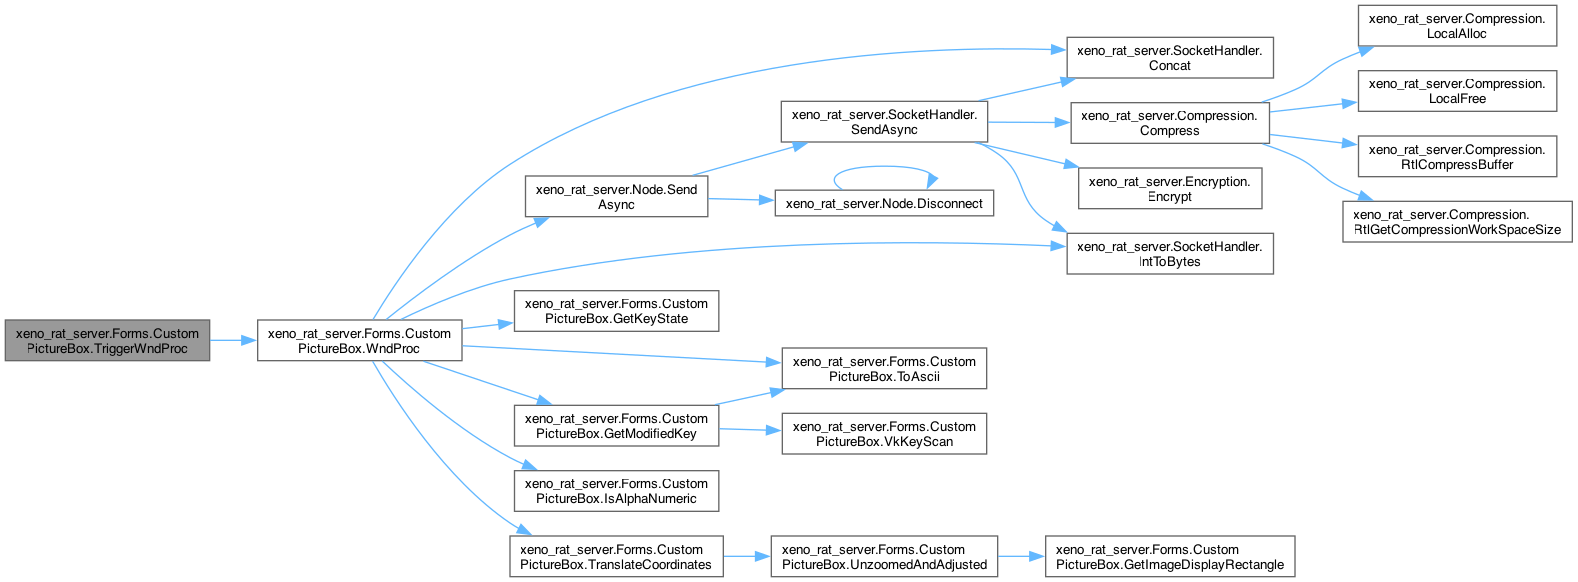 xeno_rat_server.Compression.
LocalAlloc
xeno_rat_server.SocketHandler.
Concat
xeno_rat_server.Compression.
LocalFree
xeno_rat_server.SocketHandler.
SendAsync
xeno_rat_server.Compression.
Compress
xeno_rat_server.Compression.
RtlCompressBuffer
xeno_rat_server.Node.Send
Async
xeno_rat_server.Node.Disconnect
xeno_rat_server.Encryption.
Encrypt
xeno_rat_server.Compression.
RtlGetCompressionWorkSpaceSize
xeno_rat_server.SocketHandler.
IntToBytes
xeno_rat_server.Forms.Custom
PictureBox.GetKeyState
xeno_rat_server.Forms.Custom
PictureBox.TriggerWndProc
xeno_rat_server.Forms.Custom
PictureBox.WndProc
xeno_rat_server.Forms.Custom
PictureBox.ToAscii
xeno_rat_server.Forms.Custom
PictureBox.GetModifiedKey
xeno_rat_server.Forms.Custom
PictureBox.VkKeyScan
xeno_rat_server.Forms.Custom
PictureBox.IsAlphaNumeric
xeno_rat_server.Forms.Custom
PictureBox.TranslateCoordinates
xeno_rat_server.Forms.Custom
PictureBox.UnzoomedAndAdjusted
xeno_rat_server.Forms.Custom
PictureBox.GetImageDisplayRectangle